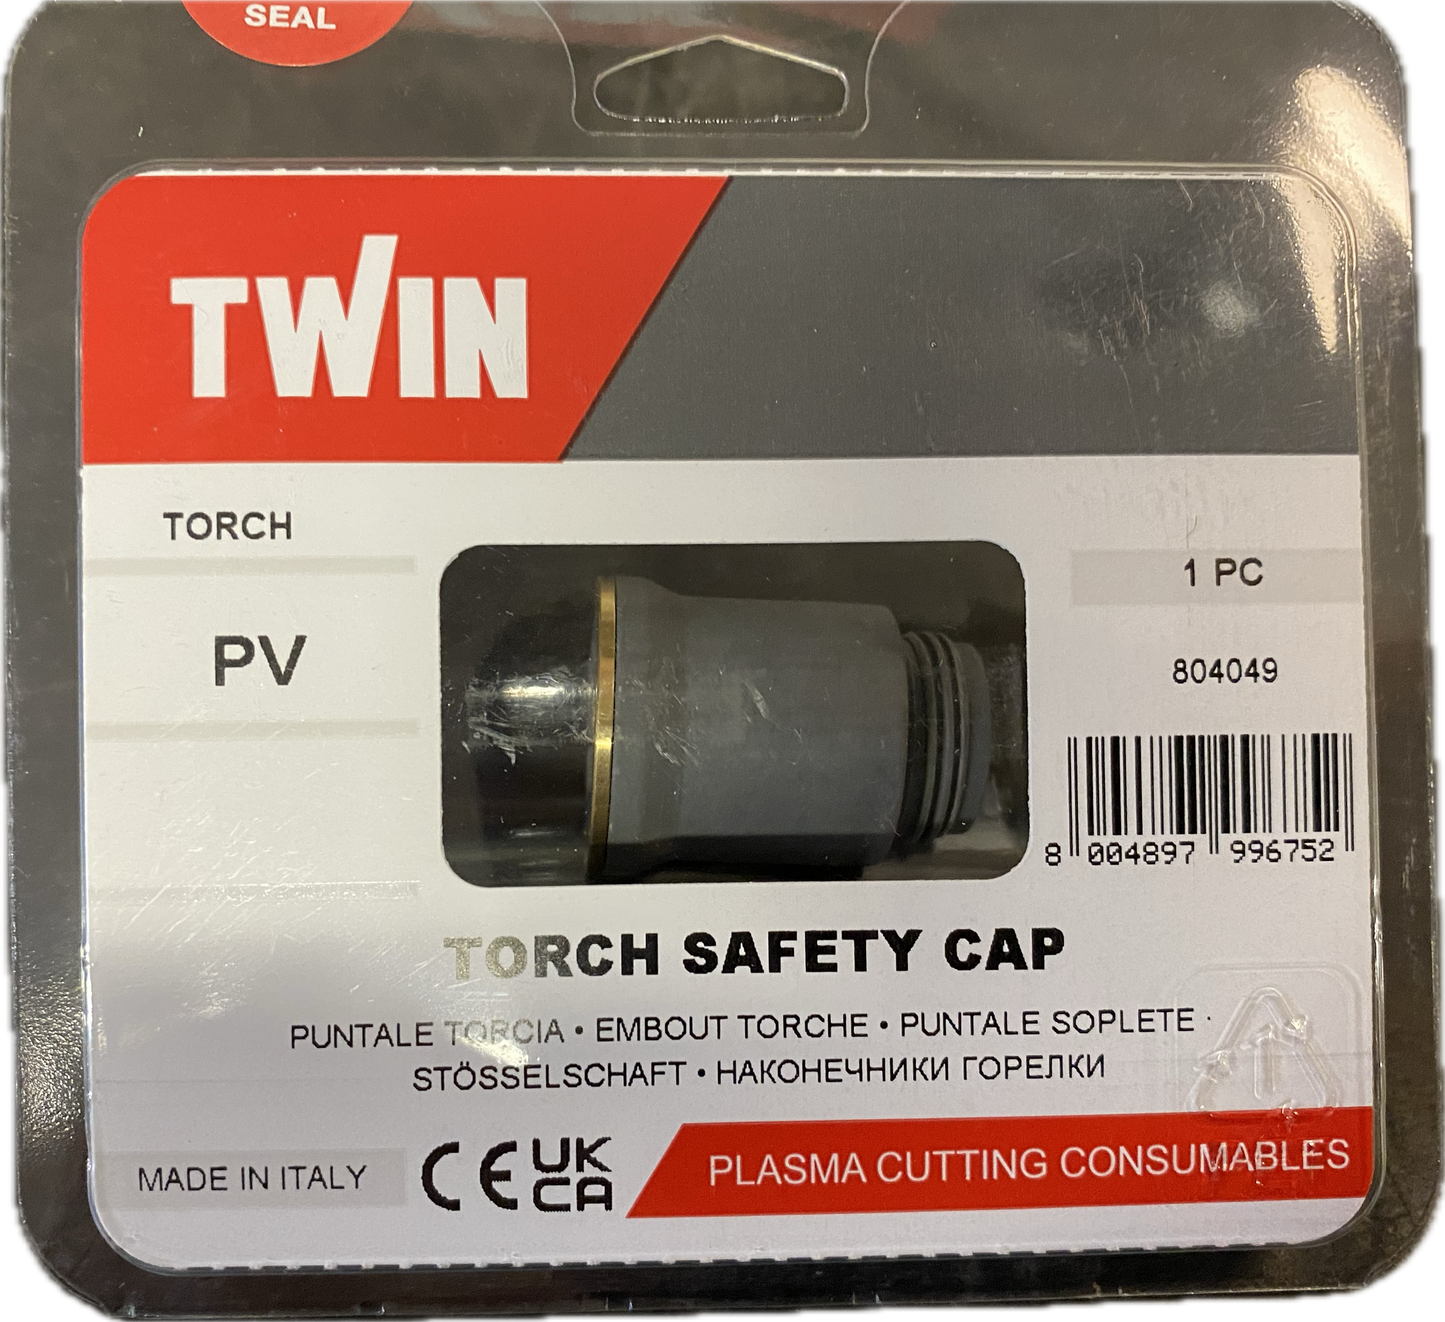 SEAL
TWIN
TORCH
PV
1 PC
804049
8 004897 996752
TORCH SAFETY CAP
PUNTALE TORCIA • EMBOUT TORCHE • PUNTALE SOPLETE ·
STÖSSELSCHAFT • НАКОНЕЧНИКИ ГОРЕЛКИ
MADE IN ITALY
CE UK CA
PLASMA CUTTING CONSUMABLES